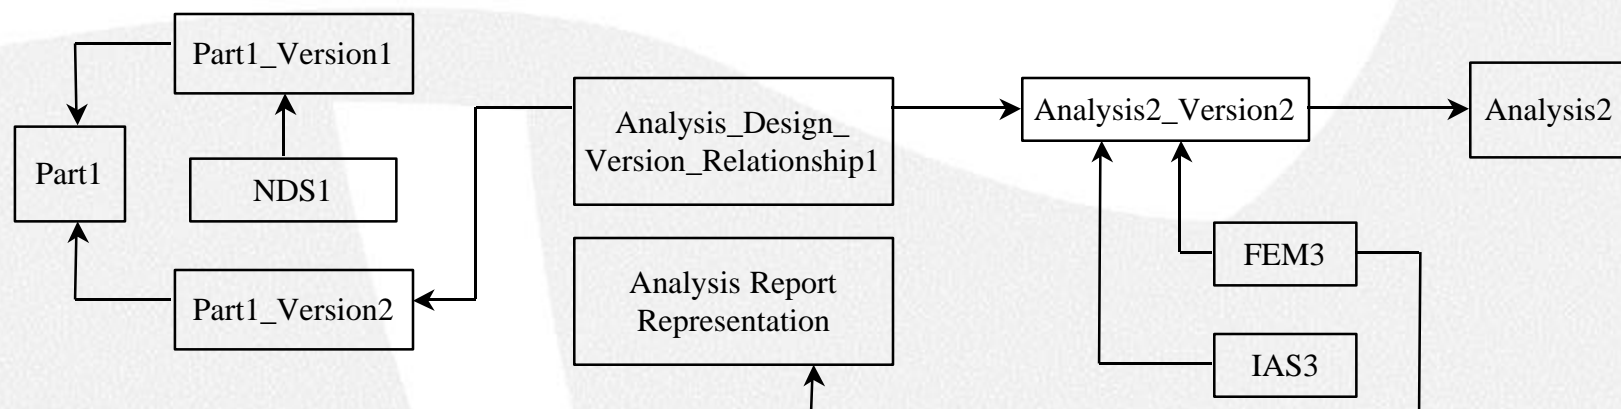 Part1_Version1
Part1
NDS1
Part1_Version2
Analysis_Design_
Version_Relationship1
Analysis Report
Representation
Analysis2_Version2
Analysis2
FEM3
IAS3